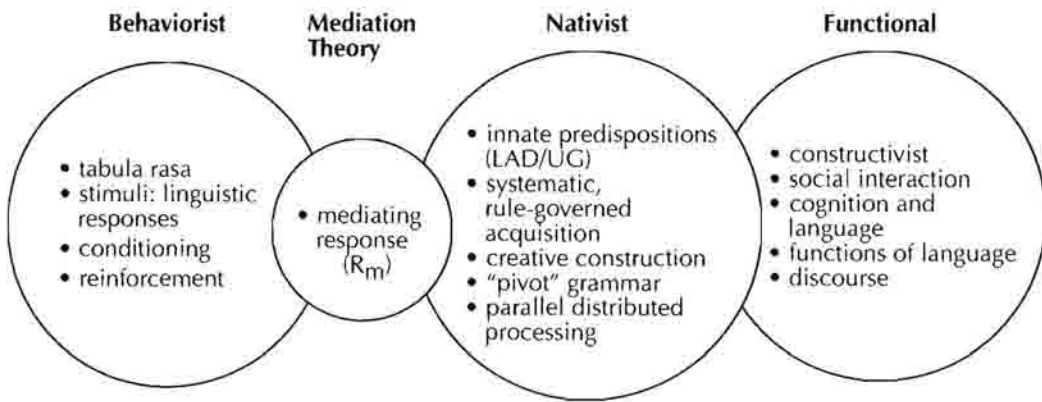 Behaviorist
Mediation
Theory
Nativist
Functional
• tabula rasa
• stimuli: linguistic
responses
• conditioning
• reinforcement
• mediating
response
(Rm)
• innate predispositions
(LAD/UG)
• systematic,
rule-governed
acquisition
• creative construction
• "pivot" grammar
• parallel distributed
processing
• constructivist
• social interaction
• cognition and
language
• functions of language
• discourse